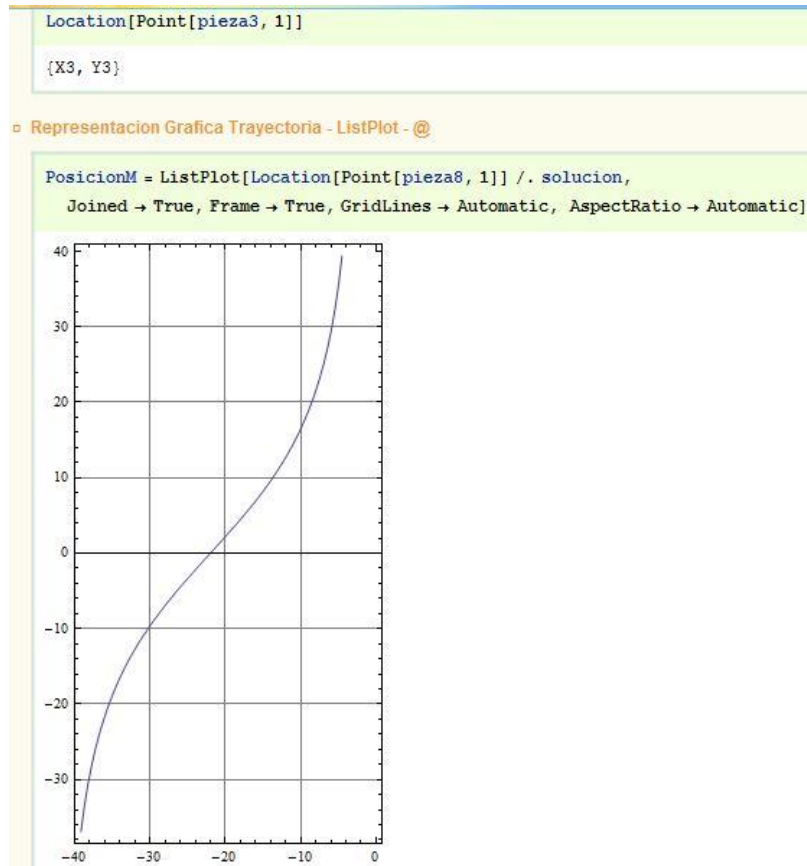 Location[Point[pieza3, 1]]
{X3, Y3}
Representacion Grafica Trayectoria - ListPlot - @
PosicionM = ListPlot[Location[Point[pieza8, 1]] /. solucion,
Joined → True, Frame → True, GridLines → Automatic, AspectRatio → Automatic]
40
30
20
10
0
-10
-20
-30
-40 -30 -20 -10 0